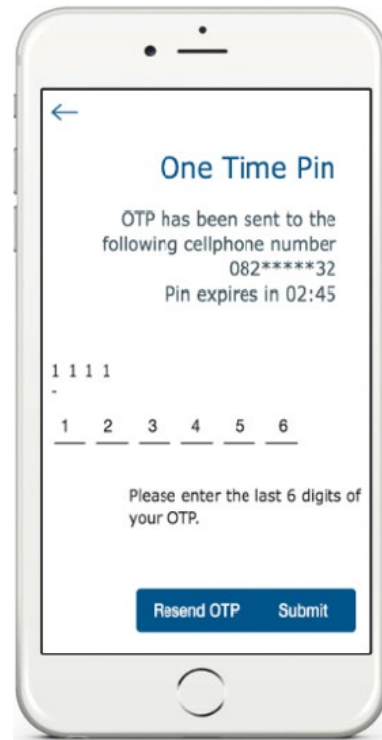 One Time Pin
OTP has been sent to the
following cellphone number
082*****32
Pin expires in 02:45
1 1 1 1
-
1 2 3 4 5 6
Please enter the last 6 digits of
your OTP.
Resend OTP Submit